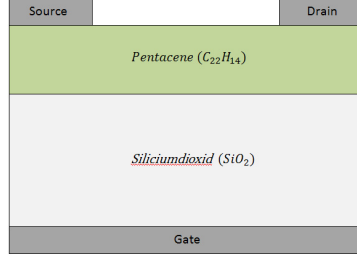 Source
Drain
Pentacene (C₂₂H₁₄)
Siliciumdioxid (SiO₂)
Gate